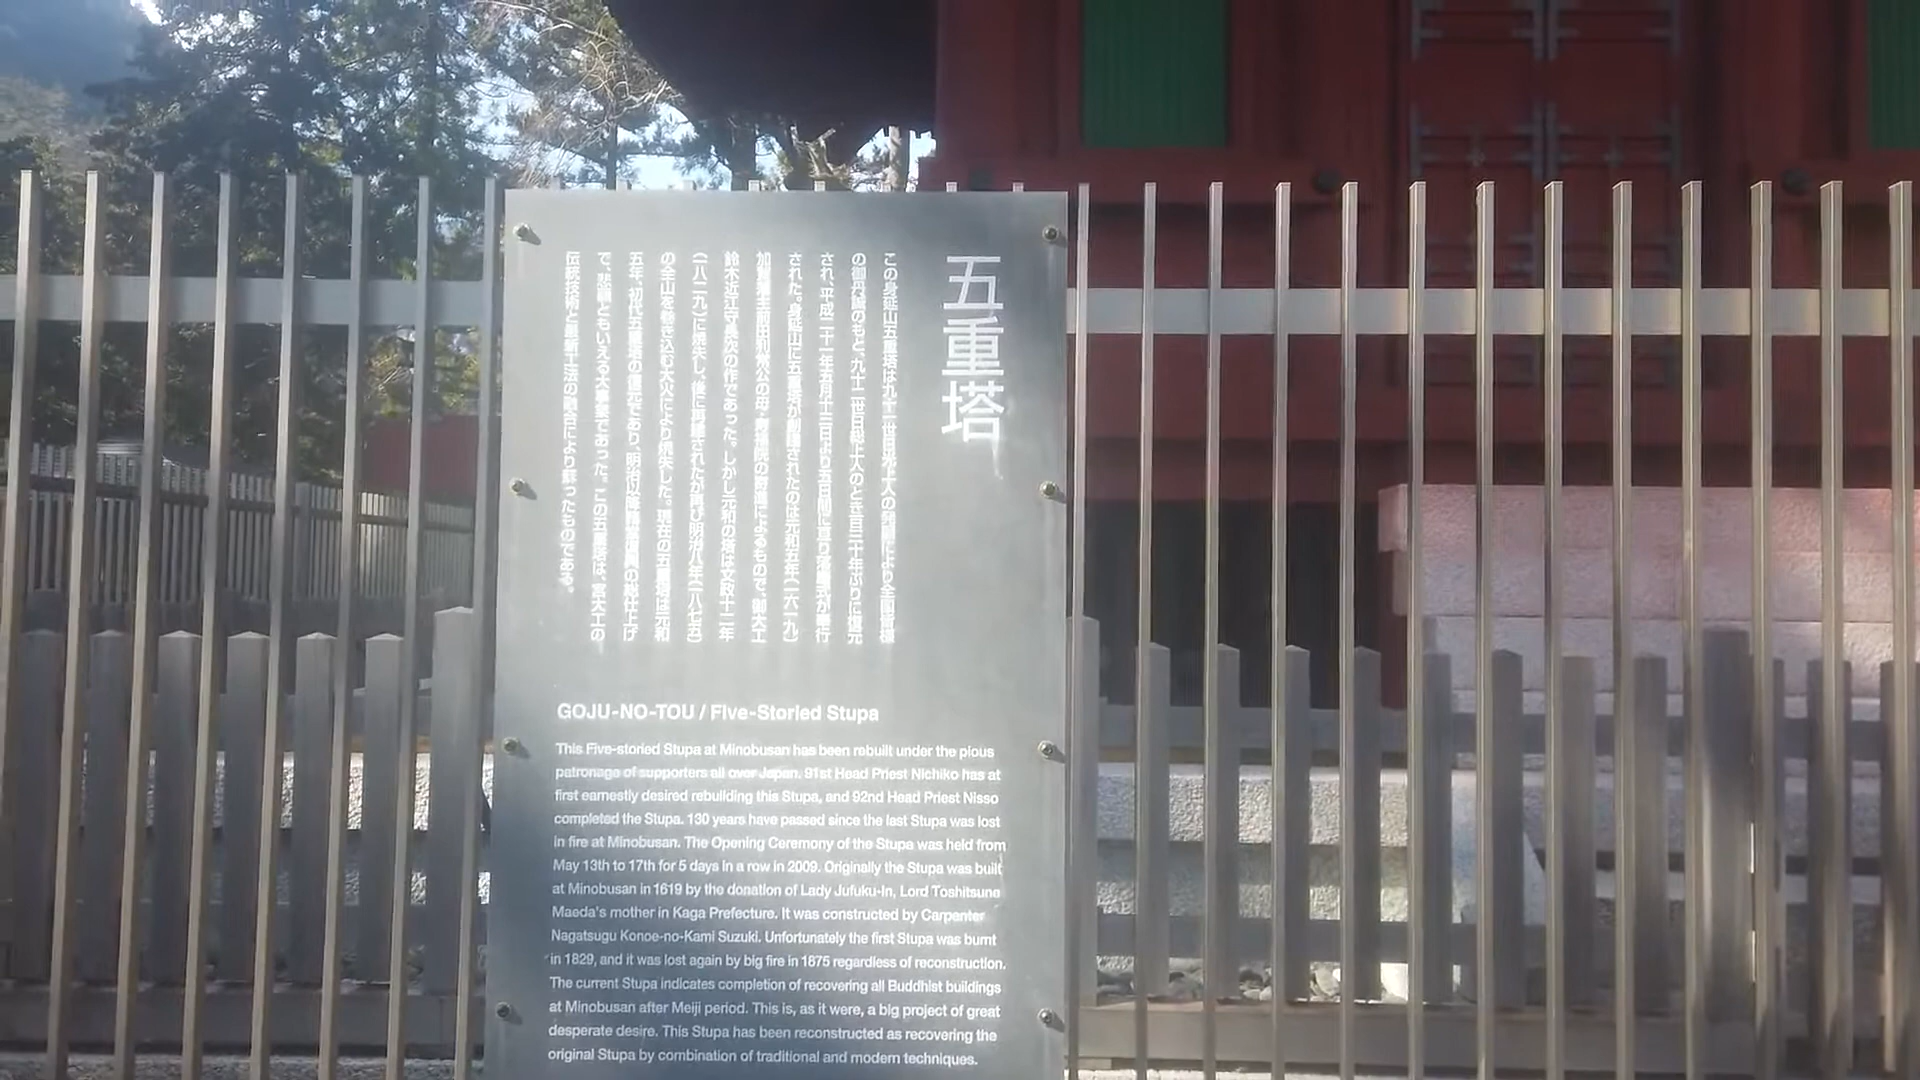 五重塔
この身延山五重塔は九十一世日光上人の発願により全国皆様
の御丹誠のもと、九十二世日総上人のとき百三十年ぶりに復元
され、平成二十一年五月十三日より五日間に亘り落慶式が奉行
された。身延山に五重塔が創建されたのは元和五年(一六一九)
加賀藩主前田利常公の母・寿福院の寄進によるもので、御大工
鈴木近江守長次の作であった。しかし元和の塔は文政十二年
(一八二九)に焼失し、後に再建されたが再び明治八年(一八七五)
の全山を巻き込む大火により焼失した。現在の五重塔は元和
五年、初代五重塔の復元であり、明治以降諸堂復興の総仕上げ
で、悲願ともいえる大事業であった。この五重塔は、宮大工の
伝統技術と最新工法の融合により蘇ったものである。
GOJU-NO-TOU / Five-Storied Stupa
This Five-storied Stupa at Minobusan has been rebuilt under the pious
patronage of supporters all over Japan. 91st Head Priest Nichiko has at
first earnestly desired rebuilding this Stupa, and 92nd Head Priest Nisso
completed the Stupa. 130 years have passed since the last Stupa was lost
in fire at Minobusan. The Opening Ceremony of the Stupa was held from
May 13th to 17th for 5 days in a row in 2009. Originally the Stupa was built
at Minobusan in 1619 by the donation of Lady Jufuku-In, Lord Toshitsune
Maeda's mother in Kaga Prefecture. It was constructed by Carpenter
Nagatsugu Konoe-no-Kami Suzuki. Unfortunately the first Stupa was burnt
in 1829, and it was lost again by big fire in 1875 regardless of reconstruction.
The current Stupa indicates completion of recovering all Buddhist buildings
at Minobusan after Meiji period. This is, as it were, a big project of great
desperate desire. This Stupa has been reconstructed as recovering the
original Stupa by combination of traditional and modern techniques.